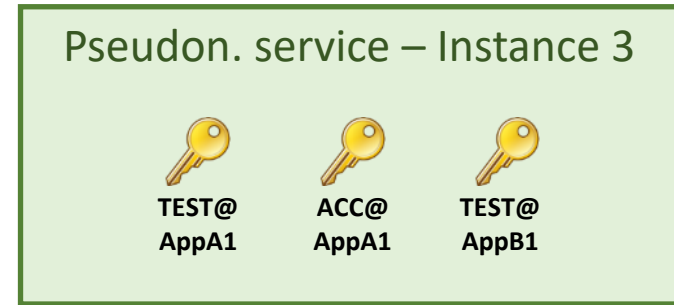 Pseudon. service – Instance 3
TEST@ ACC@ TEST@
AppA1 AppA1 AppB1